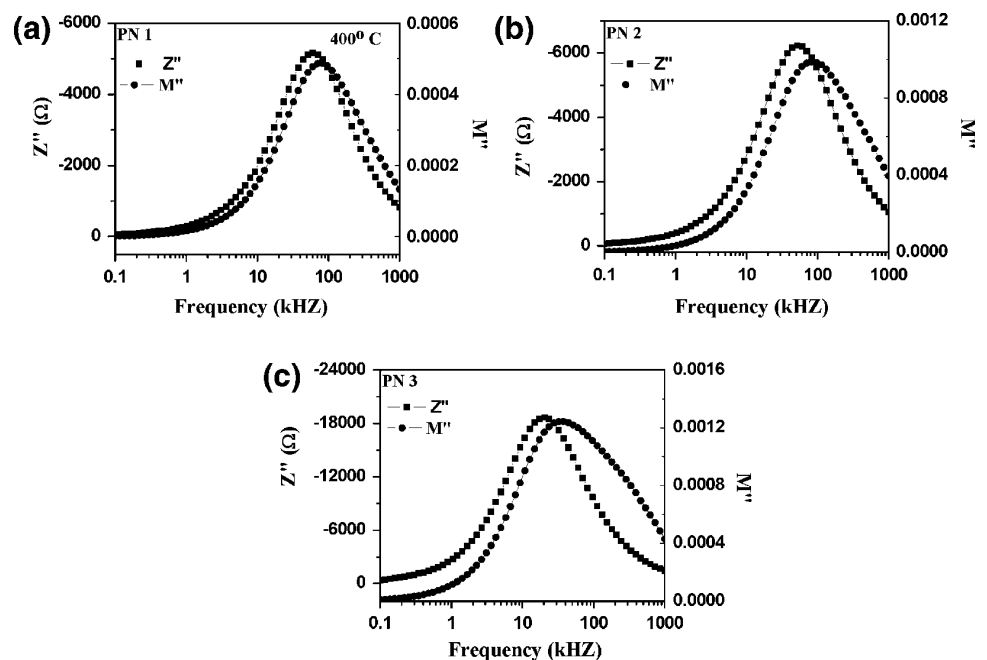 (a)
PN 1
400⁰ C
Z"
M"
-6000
-4000
-2000
0
Z'' (Ω)
0.0006
0.0004
0.0002
0.0000
M"
0.1 1 10 100 1000
Frequency (kHZ)
(b)
PN 2
Z"
M"
-6000
-4000
-2000
0
Z'' (Ω)
0.0012
0.0008
0.0004
0.0000
M"
0.1 1 10 100 1000
Frequency (kHZ)
(c)
PN 3
Z"
M"
-24000
-18000
-12000
-6000
0
Z'' (Ω)
0.0016
0.0012
0.0008
0.0004
0.0000
M"
0.1 1 10 100 1000
Frequency (kHZ)